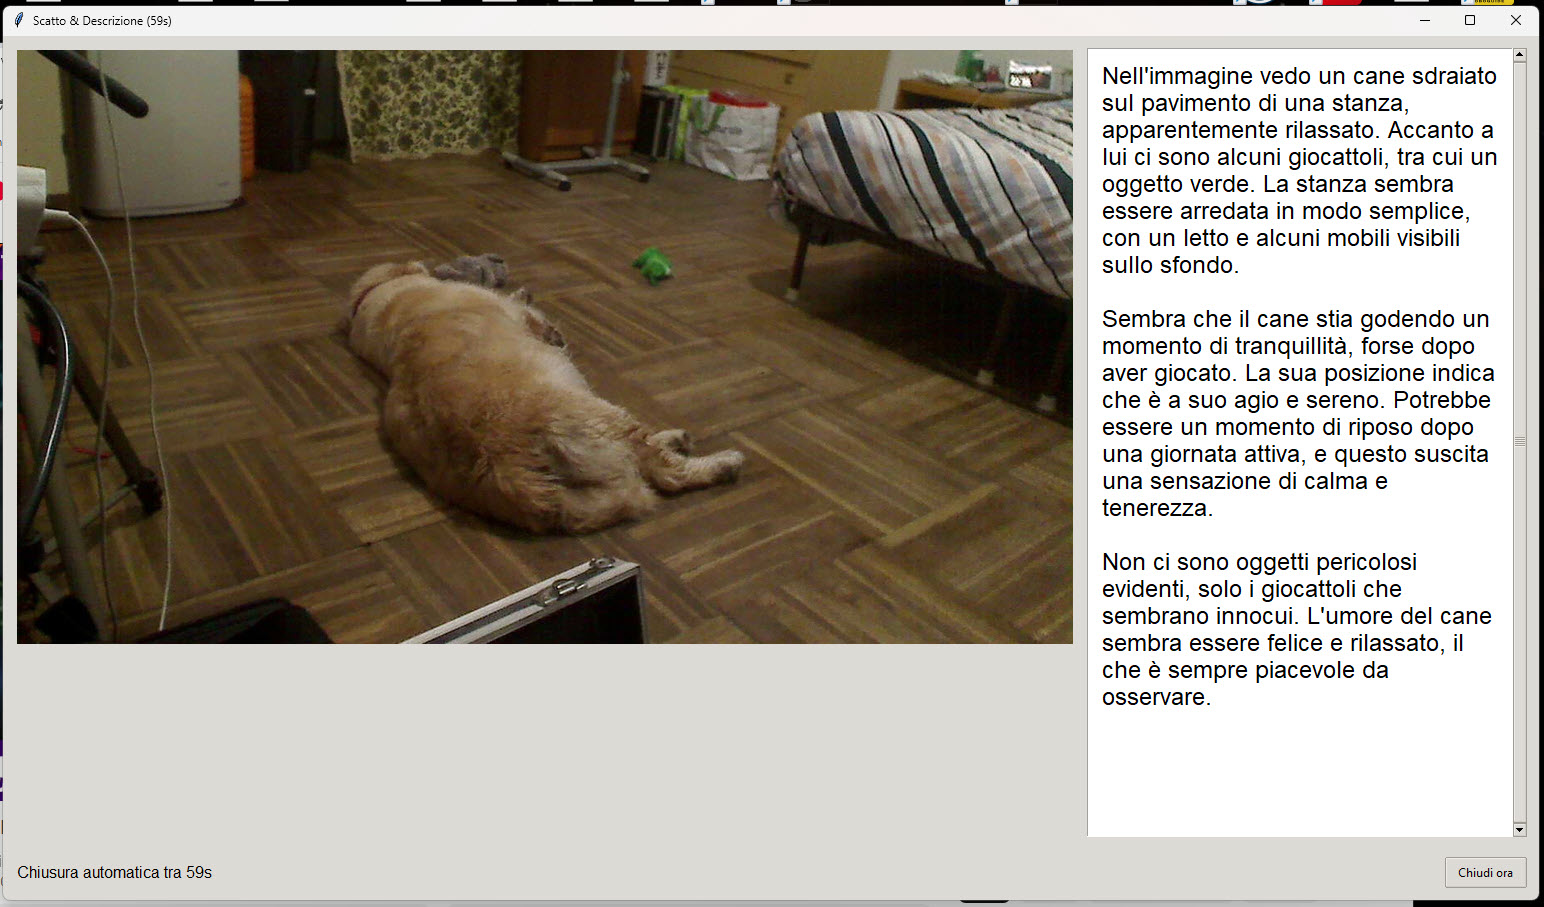 Scatto & Descrizione (59s)
Nell'immagine vedo un cane sdraiato
sul pavimento di una stanza,
apparentemente rilassato. Accanto a
lui ci sono alcuni giocattoli, tra cui un
oggetto verde. La stanza sembra
essere arredata in modo semplice,
con un letto e alcuni mobili visibili
sullo sfondo.
Sembra che il cane stia godendo un
momento di tranquillità, forse dopo
aver giocato. La sua posizione indica
che è a suo agio e sereno. Potrebbe
essere un momento di riposo dopo
una giornata attiva, e questo suscita
una sensazione di calma e
tenerezza.
Non ci sono oggetti pericolosi
evidenti, solo i giocattoli che
sembrano innocui. L'umore del cane
sembra essere felice e rilassato, il
che è sempre piacevole da
osservare.
Chiusura automatica tra 59s
Chiudi ora